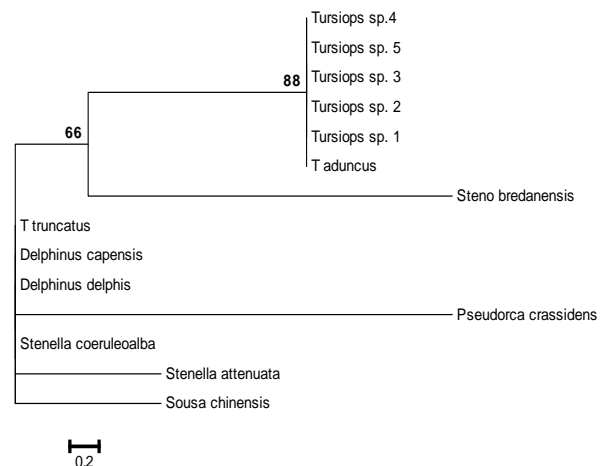 Tursiops sp.4
Tursiops sp. 5
88
Tursiops sp. 3
Tursiops sp. 2
66
Tursiops sp. 1
T aduncus
Steno bredanensis
T truncatus
Delphinus capensis
Delphinus delphis
Pseudorca crassidens
Stenella coeruleoalba
Stenella attenuata
Sousa chinensis
0.2